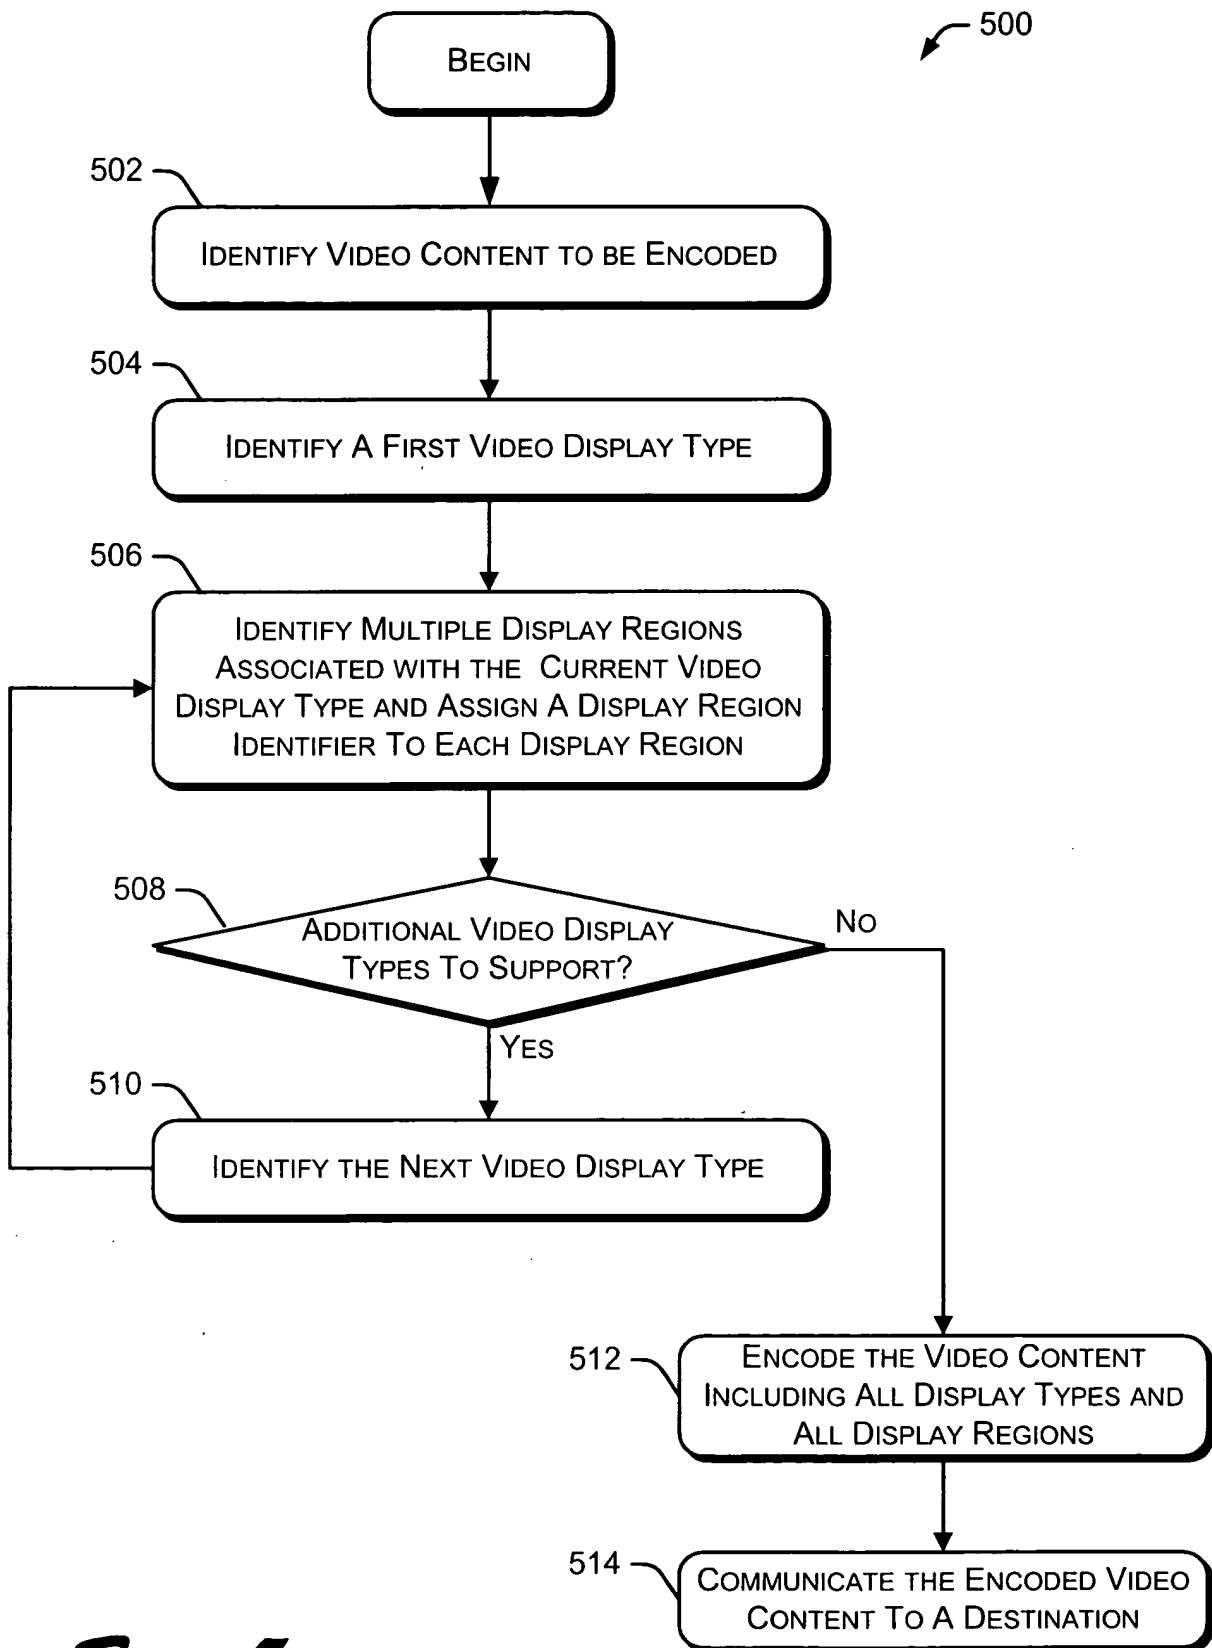 BEGIN
500
502
IDENTIFY VIDEO CONTENT TO BE ENCODED
504
IDENTIFY A FIRST VIDEO DISPLAY TYPE
506
IDENTIFY MULTIPLE DISPLAY REGIONS
ASSOCIATED WITH THE CURRENT VIDEO
DISPLAY TYPE AND ASSIGN A DISPLAY REGION
IDENTIFIER TO EACH DISPLAY REGION
508
ADDITIONAL VIDEO DISPLAY
TYPES TO SUPPORT?
NO
YES
510
IDENTIFY THE NEXT VIDEO DISPLAY TYPE
512
ENCODE THE VIDEO CONTENT
INCLUDING ALL DISPLAY TYPES AND
ALL DISPLAY REGIONS
514
COMMUNICATE THE ENCODED VIDEO
CONTENT TO A DESTINATION